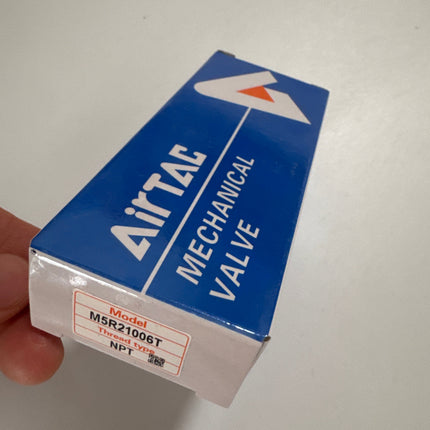 AirTAC
MECHANICAL
VALVE
Model
M5R21006T
Thread type
NPT